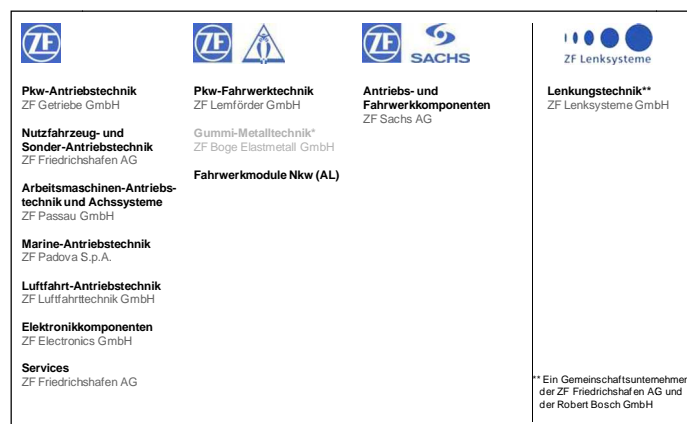 ZF
Pkw-Antriebstechnik
ZF Getriebe GmbH
Nutzfahrzeug- und
Sonder-Antriebstechnik
ZF Friedrichshafen AG
Arbeitsmaschinen-Antriebs-
technik und Achssysteme
ZF Passau GmbH
Marine-Antriebstechnik
ZF Padova S.p.A.
Luftfahrt-Antriebstechnik
ZF Luftfahrttechnik GmbH
Elektronikkomponenten
ZF Electronics GmbH
Services
ZF Friedrichshafen AG
ZF
Pkw-Fahrwerktechnik
ZF Lemförder GmbH
Gummi-Metalltechnik*
ZF Boge Elastmetall GmbH
Fahrwerkmodule Nkw (AL)
ZF SACHS
Antriebs- und
Fahrwerkkomponenten
ZF Sachs AG
ZF Lenksysteme
Lenkungstechnik**
ZF Lenksysteme GmbH
** Ein Gemeinschaftsunternehmen
der ZF Friedrichshafen AG und
der Robert Bosch GmbH